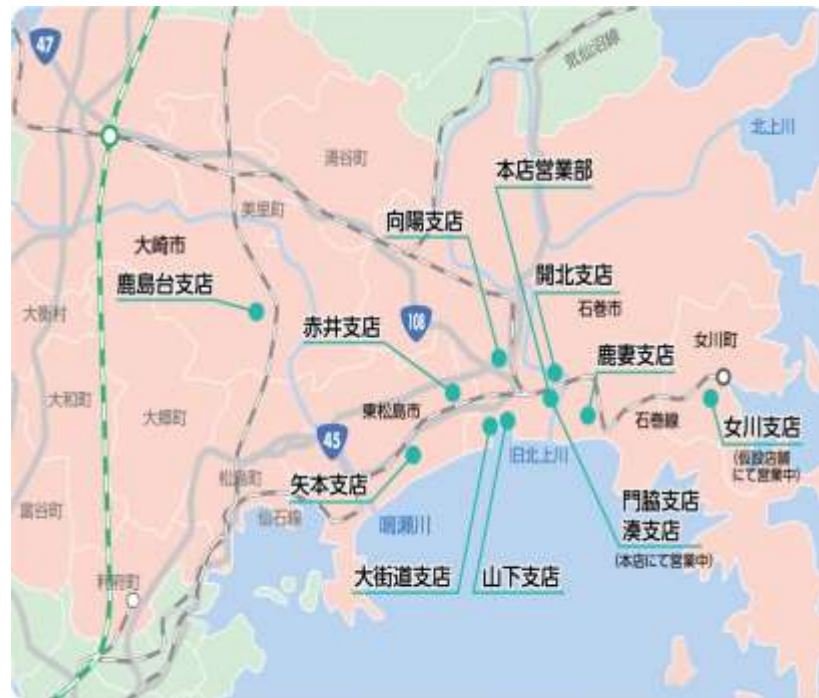 47
気仙沼線
北上川
涌谷町
本店営業部
美里町
向陽支店
大崎市
開北支店
鹿島台支店
石巻市
大衡村
108
赤井支店
女川町
鹿妻支店
大和町
東松島市
大郷町
石巻線
女川支店
45
(仮設店舗
にて営業中)
旧北上川
松島町
矢本支店
門脇支店
富谷町
仙石線
鳴瀬川
湊支店
(本店にて営業中)
大街道支店
山下支店
利府町